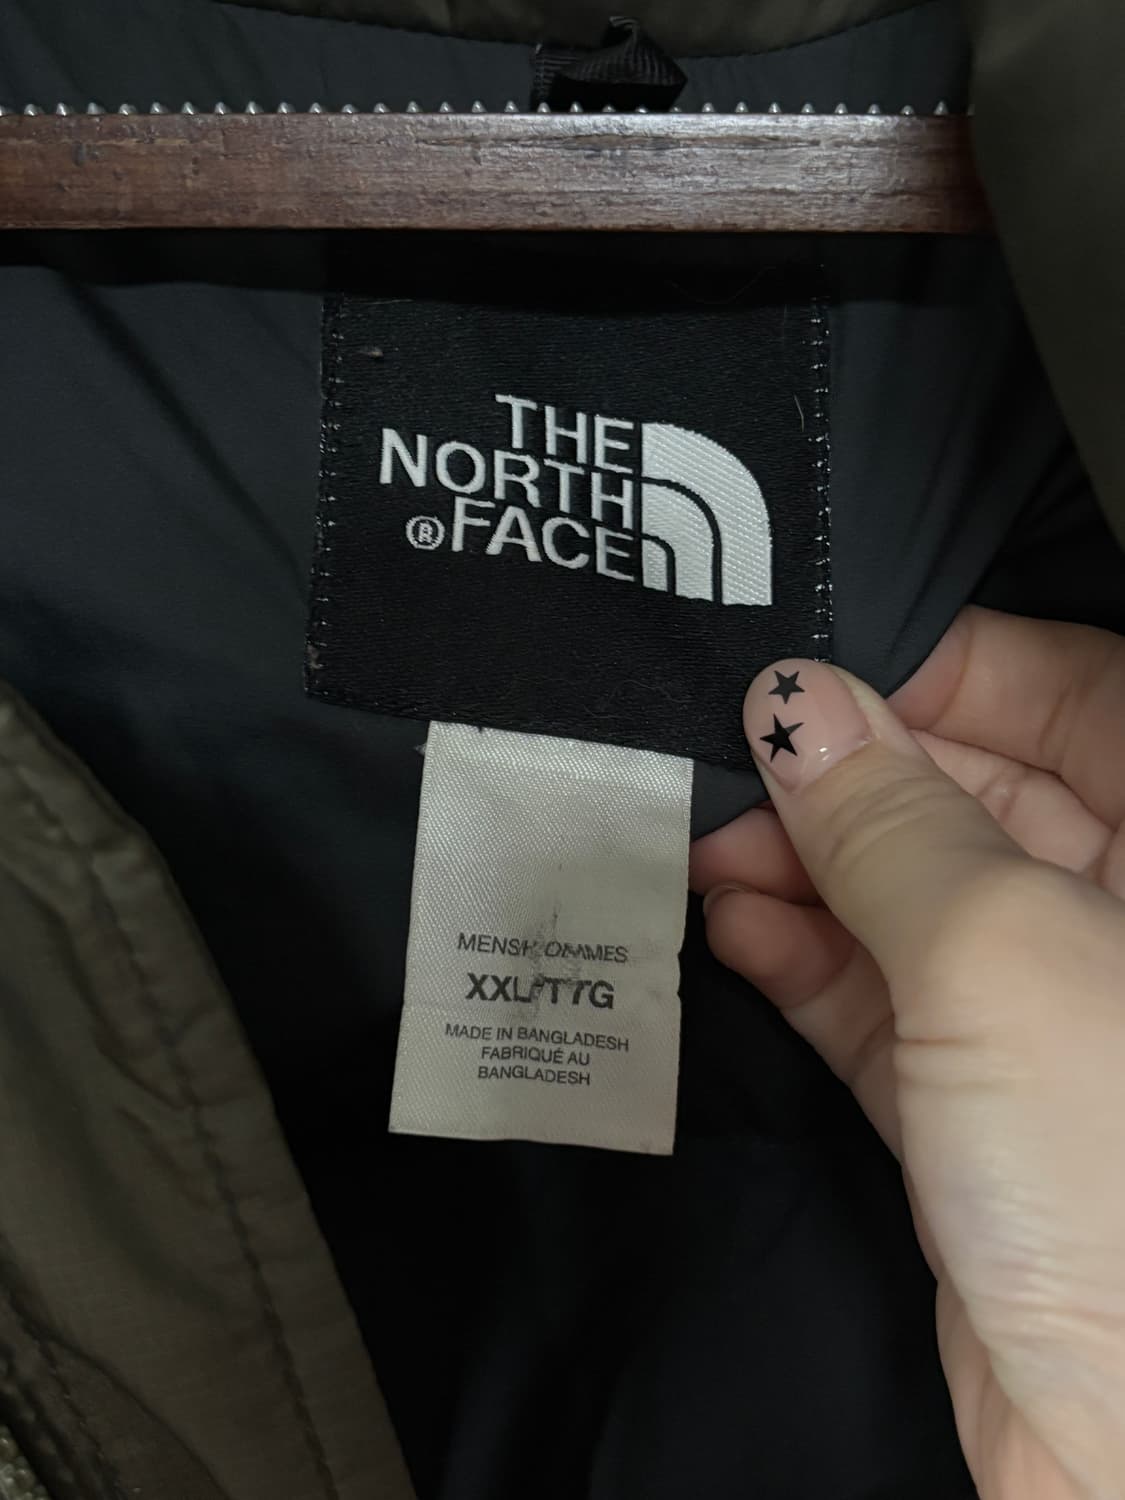 THE
NORTH
®FACE
MENS/HOMMES
XXL/TTG
MADE IN BANGLADESH
FABRIQUÉ AU
BANGLADESH